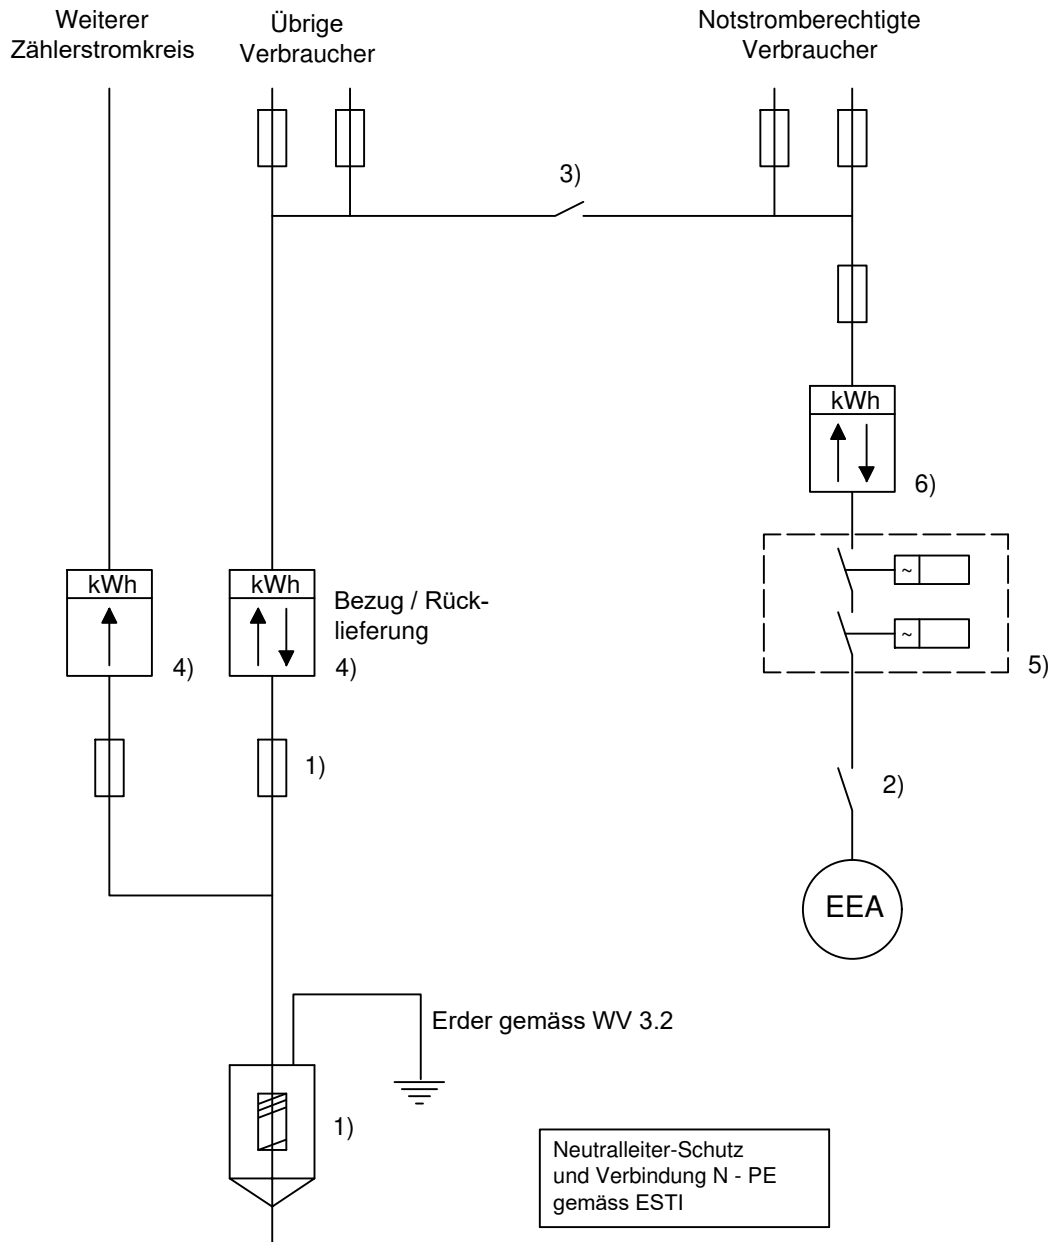 Weiterer
Zählerstromkreis
Übrige
Verbraucher
Notstromberechtigte
Verbraucher
3)
kWh
6)
kWh
kWh
Bezug / Rück-
lieferung
4)
4)
~
~
5)
1)
2)
EEA
Erder gemäss WV 3.2
1)
Neutralleiter-Schutz
und Verbindung N - PE
gemäss ESTI